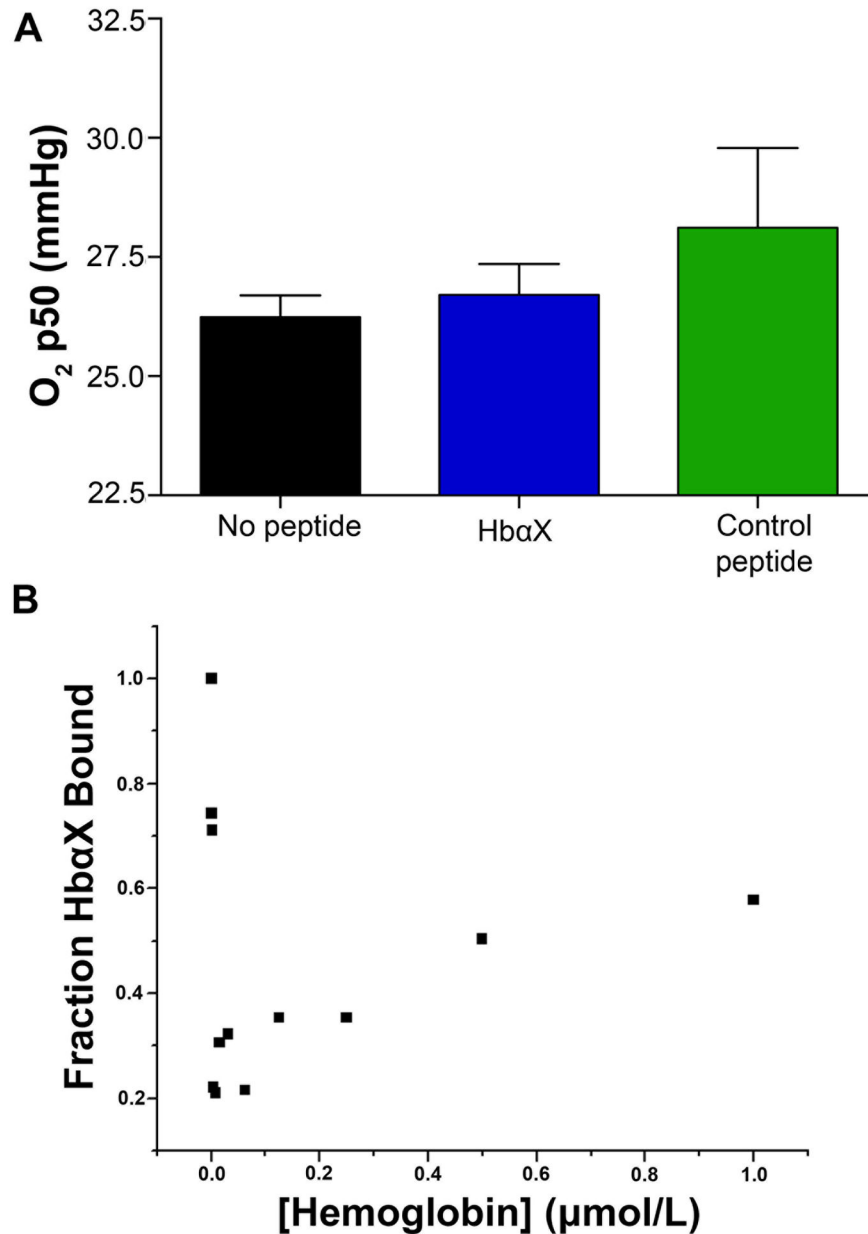 A
32.5
30.0
27.5
25.0
22.5
O₂ p50 (mmHg)
No peptide
HbαX
Control
peptide
B
1.0
0.8
0.6
0.4
0.2
Fraction HbαX Bound
0.0 0.2 0.4 0.6 0.8 1.0
[Hemoglobin] (µmol/L)